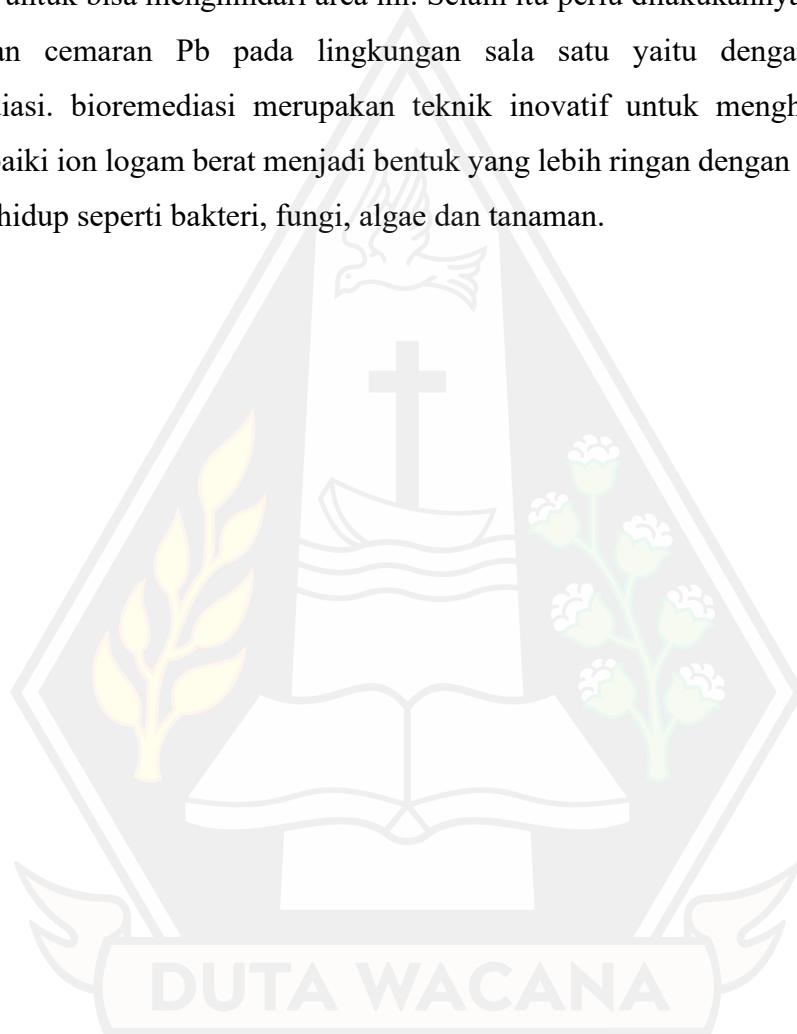 untuk bisa menghindari area ini. Selain itu perlu dilakukannya
an cemaran Pb pada lingkungan sala satu yaitu denga
iasi. bioremediasi merupakan teknik inovatif untuk mengh
aiki ion logam berat menjadi bentuk yang lebih ringan dengan
hidup seperti bakteri, fungi, algae dan tanaman.
DUTA WACANA